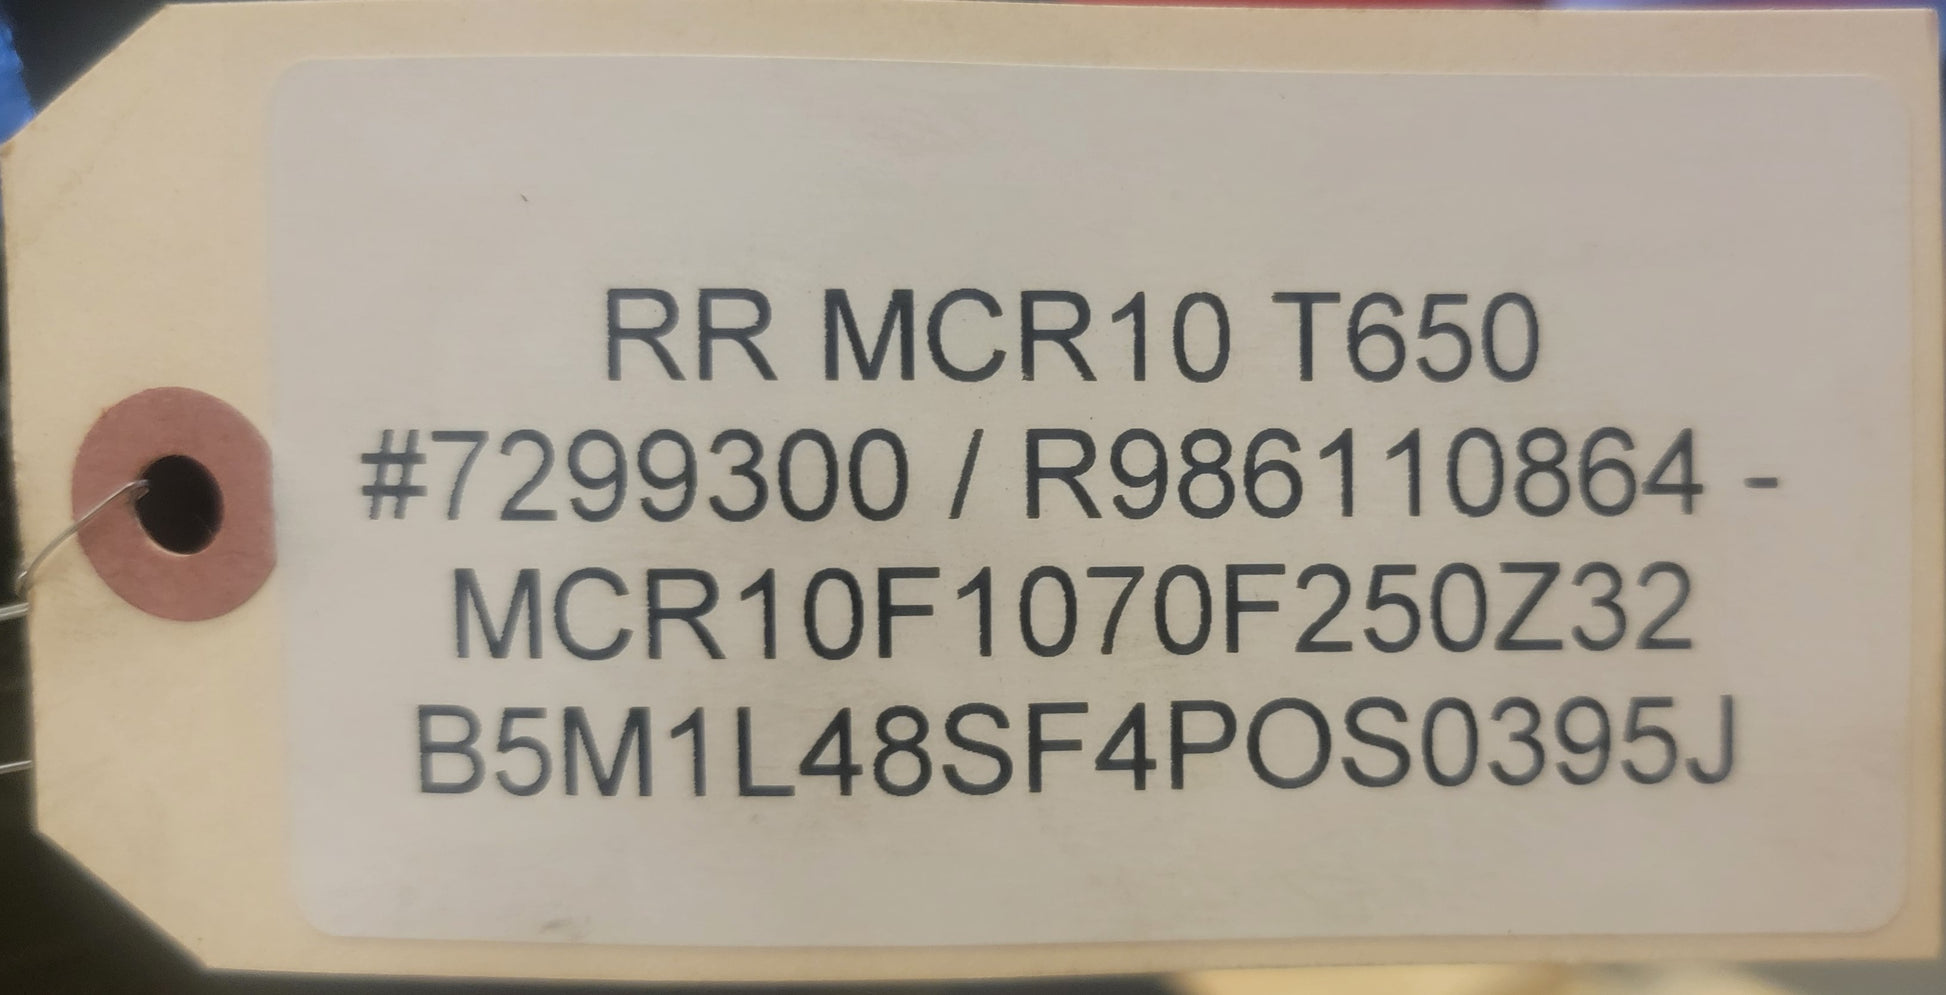 RR MCR10 T650
#7299300 / R986110864 -
MCR10F1070F250Z32
B5M1L48SF4POS0395J